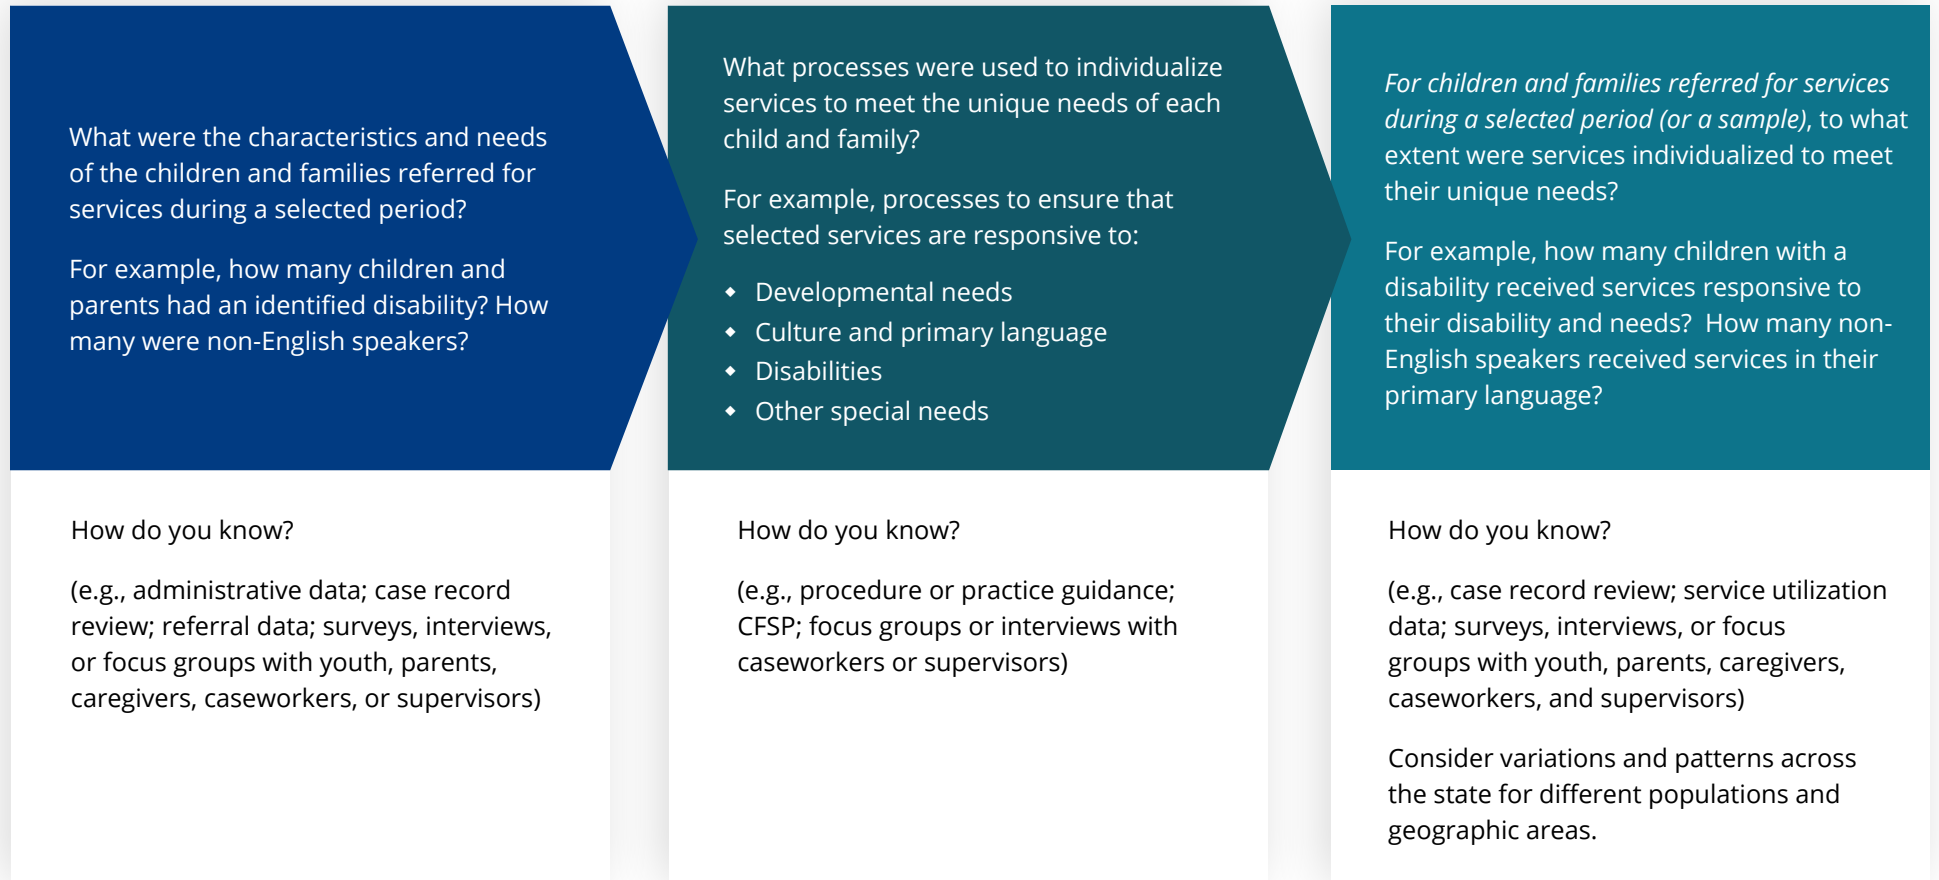 What were the characteristics and needs
of the children and families referred for
services during a selected period?
For example, how many children and
parents had an identified disability? How
many were non-English speakers?
How do you know?
(e.g., administrative data; case record
review; referral data; surveys, interviews,
or focus groups with youth, parents,
caregivers, caseworkers, or supervisors)
What processes were used to individualize
services to meet the unique needs of each
child and family?
For example, processes to ensure that
selected services are responsive to:
◆ Developmental needs
◆ Culture and primary language
◆ Disabilities
◆ Other special needs
How do you know?
(e.g., procedure or practice guidance;
CFSP; focus groups or interviews with
caseworkers or supervisors)
For children and families referred for services
during a selected period (or a sample), to what
extent were services individualized to meet
their unique needs?
For example, how many children with a
disability received services responsive to
their disability and needs?  How many non-
English speakers received services in their
primary language?
How do you know?
(e.g., case record review; service utilization
data; surveys, interviews, or focus
groups with youth, parents, caregivers,
caseworkers, and supervisors)
Consider variations and patterns across
the state for different populations and
geographic areas.